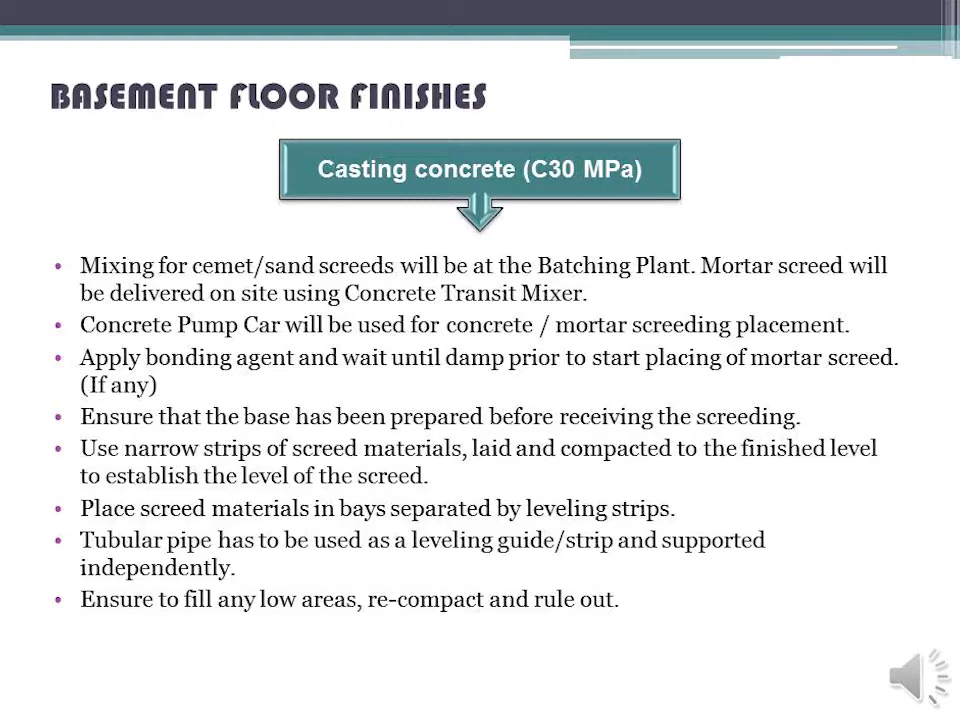 BASEMENT FLOOR FINISHES
Casting concrete (C30 MPa)
• Mixing for cemet/sand screeds will be at the Batching Plant. Mortar screed will
be delivered on site using Concrete Transit Mixer.
• Concrete Pump Car will be used for concrete / mortar screeding placement.
• Apply bonding agent and wait until damp prior to start placing of mortar screed.
(If any)
• Ensure that the base has been prepared before receiving the screeding.
• Use narrow strips of screed materials, laid and compacted to the finished level
to establish the level of the screed.
• Place screed materials in bays separated by leveling strips.
• Tubular pipe has to be used as a leveling guide/strip and supported
independently.
• Ensure to fill any low areas, re-compact and rule out.